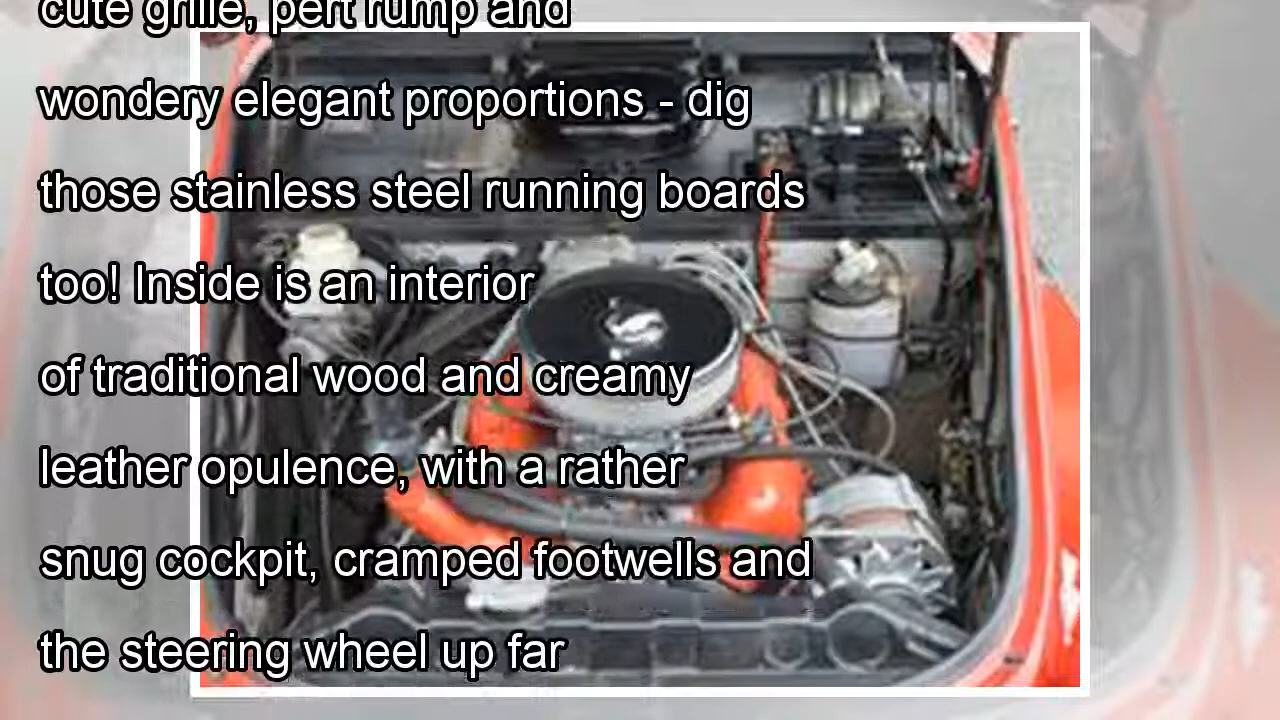 cute grille, pert rump and
wondery elegant proportions - dig
those stainless steel running boards
too! Inside is an interior
of traditional wood and creamy
leather opulence, with a rather
snug cockpit, cramped footwells and
the steering wheel up far